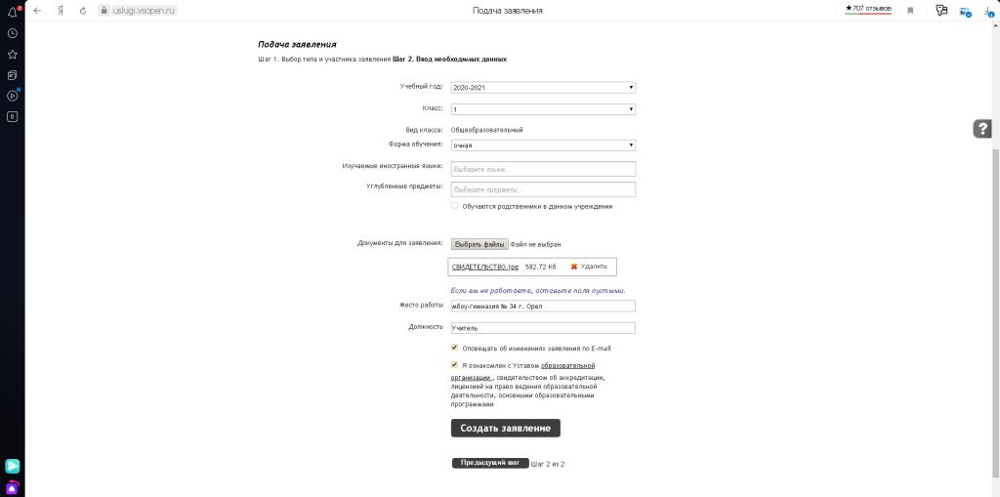 uslugi.vsopen.ru
Подача заявления
★707 отзывов
Подача заявления
Шаг 1. Выбор типа и участника заявления Шаг 2. Ввод необходимых данных
Учебный год: 2020-2021
Класс: 1
Вид класса: Общеобразовательный
Форма обучения: очная
Изучаемые иностранные языки: Выберите языки...
Углубленные предметы: Выберите предметы...
Обучаются родственники в данном учреждении
Документы для заявления: Выбрать файлы Файл не выбран
СВИДЕТЕЛЬСТВО.jpg 582.72 Кб Удалить
Если вы не работаете, оставьте поля пустыми.
Место работы мбоу-гимназия № 34 г. Орел
Должность Учитель
Оповещать об изменениях заявления по E-mail
Я ознакомлен с Уставом образовательной
организации , свидетельством об аккредитации,
лицензией на право ведения образовательной
деятельности, основными образовательными
программами
Создать заявление
Предыдущий шаг Шаг 2 из 2
?
8